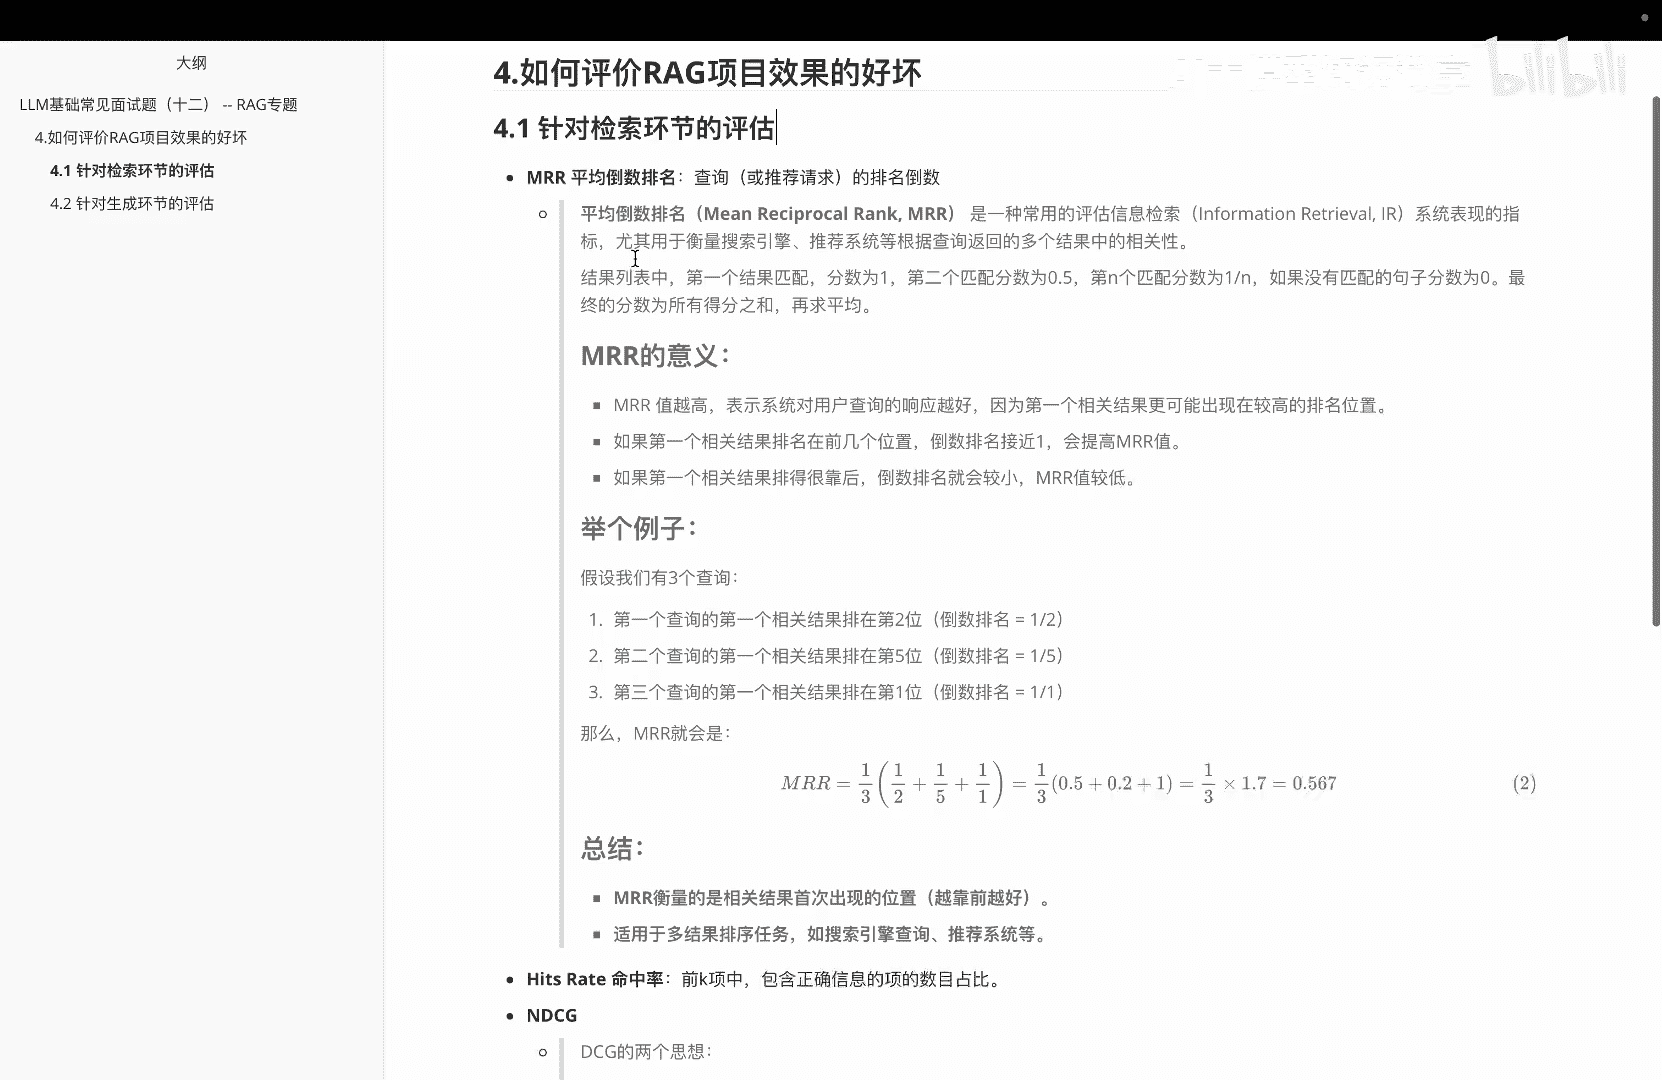 大纲
LLM基础常见面试题（十二） -- RAG专题
4.如何评价RAG项目效果的好坏
4.1 针对检索环节的评估
4.2 针对生成环节的评估
bilibili
4.如何评价RAG项目效果的好坏
4.1 针对检索环节的评估
MRR 平均倒数排名：查询（或推荐请求）的排名倒数
平均倒数排名（Mean Reciprocal Rank, MRR） 是一种常用的评估信息检索（Information Retrieval, IR）系统表现的指
标，尤其用于衡量搜索引擎、推荐系统等根据查询返回的多个结果中的相关性。
结果列表中，第一个结果匹配，分数为1，第二个匹配分数为0.5，第n个匹配分数为1/n，如果没有匹配的句子分数为0。最
终的分数为所有得分之和，再求平均。
MRR的意义：
MRR 值越高，表示系统对用户查询的响应越好，因为第一个相关结果更可能出现在较高的排名位置。
如果第一个相关结果排名在前几个位置，倒数排名接近1，会提高MRR值。
如果第一个相关结果排得很靠后，倒数排名就会较小，MRR值较低。
举个例子：
假设我们有3个查询：
1. 第一个查询的第一个相关结果排在第2位（倒数排名 = 1/2）
2. 第二个查询的第一个相关结果排在第5位（倒数排名 = 1/5）
3. 第三个查询的第一个相关结果排在第1位（倒数排名 = 1/1）
那么，MRR就会是：
MRR = 1/3 (1/2 + 1/5 + 1/1) = 1/3 (0.5 + 0.2 + 1) = 1/3 × 1.7 = 0.567 (2)
总结：
MRR衡量的是相关结果首次出现的位置（越靠前越好）。
适用于多结果排序任务，如搜索引擎查询、推荐系统等。
Hits Rate 命中率：前k项中，包含正确信息的项的数目占比。
NDCG
DCG的两个思想：